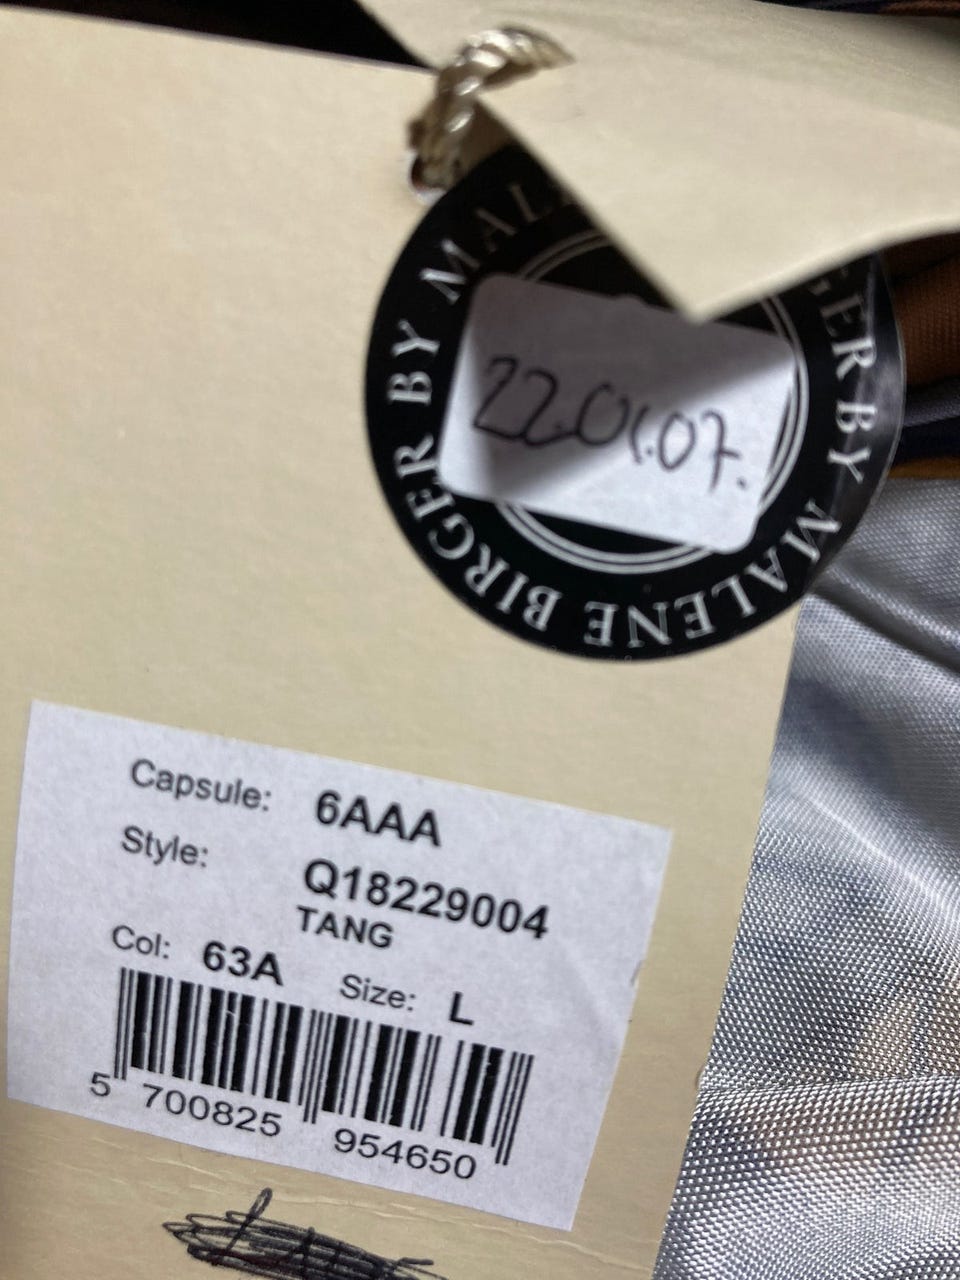 BY MALENE BIRGER BY MALENE BIRGER
22.01.07.
Capsule: 6AAA
Style: Q18229004
TANG
Col: 63A Size: L
5 700825 954650